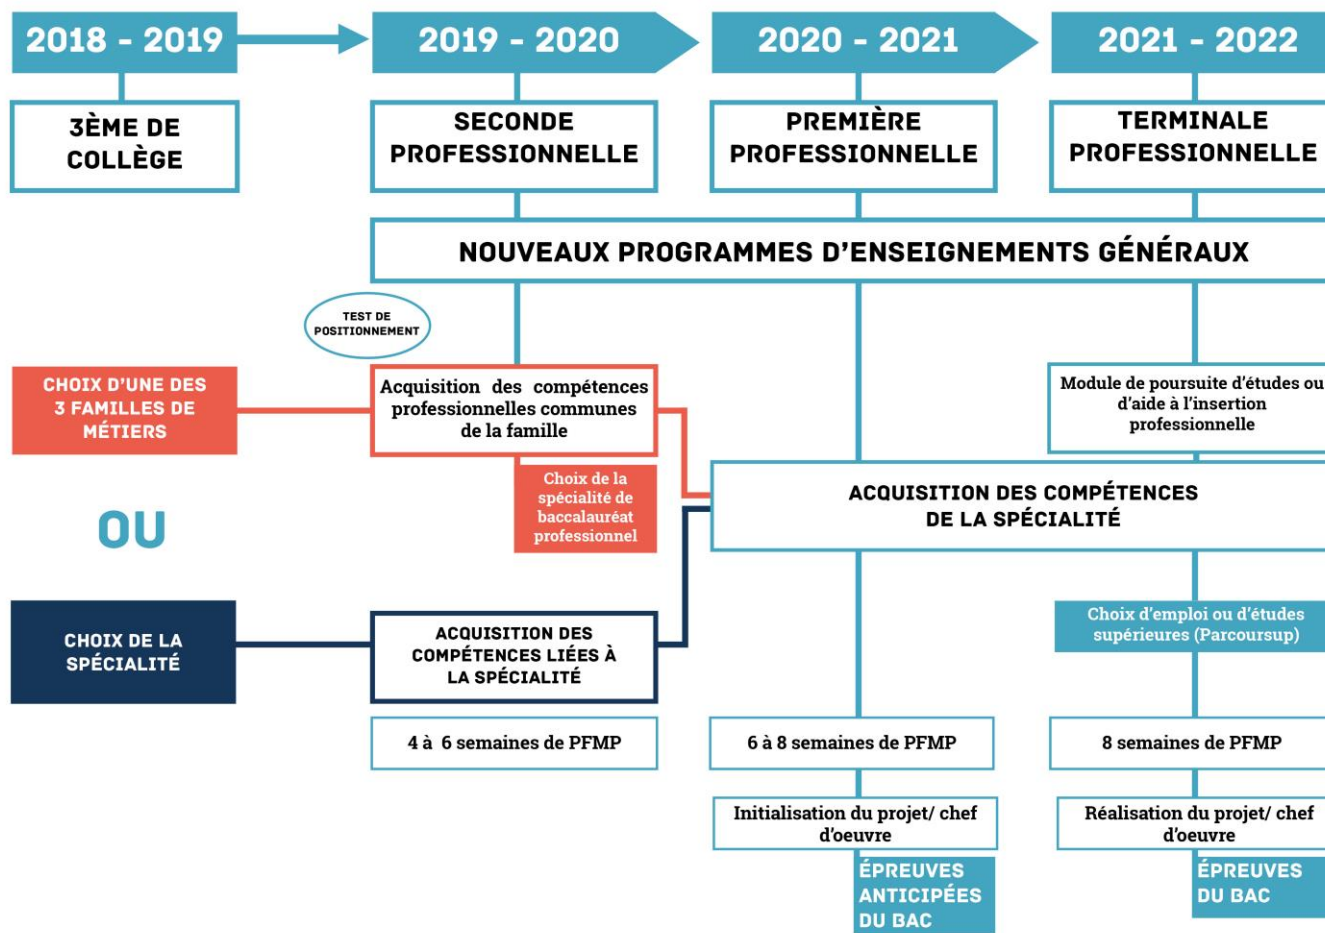 2018 - 2019
2019 - 2020
2020 - 2021
2021 - 2022
3ÈME DE
COLLÈGE
SECONDE
PROFESSIONNELLE
PREMIÈRE
PROFESSIONNELLE
TERMINALE
PROFESSIONNELLE
NOUVEAUX PROGRAMMES D'ENSEIGNEMENTS GÉNÉRAUX
TEST DE
POSITIONNEMENT
CHOIX D'UNE DES
3 FAMILLES DE
MÉTIERS
Acquisition des compétences
professionnelles communes
de la famille
Choix de la
spécialité de
baccalauréat
professionnel
Module de poursuite d'études ou
d'aide à l'insertion
professionnelle
ACQUISITION DES COMPÉTENCES
DE LA SPÉCIALITÉ
OU
CHOIX DE LA
SPÉCIALITÉ
ACQUISITION DES
COMPÉTENCES LIÉES À
LA SPÉCIALITÉ
Choix d'emploi ou d'études
supérieures (Parcoursup)
4 à 6 semaines de PFMP
6 à 8 semaines de PFMP
8 semaines de PFMP
Initialisation du projet/ chef
d'oeuvre
Réalisation du projet/ chef
d'oeuvre
ÉPREUVES
ANTICIPÉES
DU BAC
ÉPREUVES
DU BAC